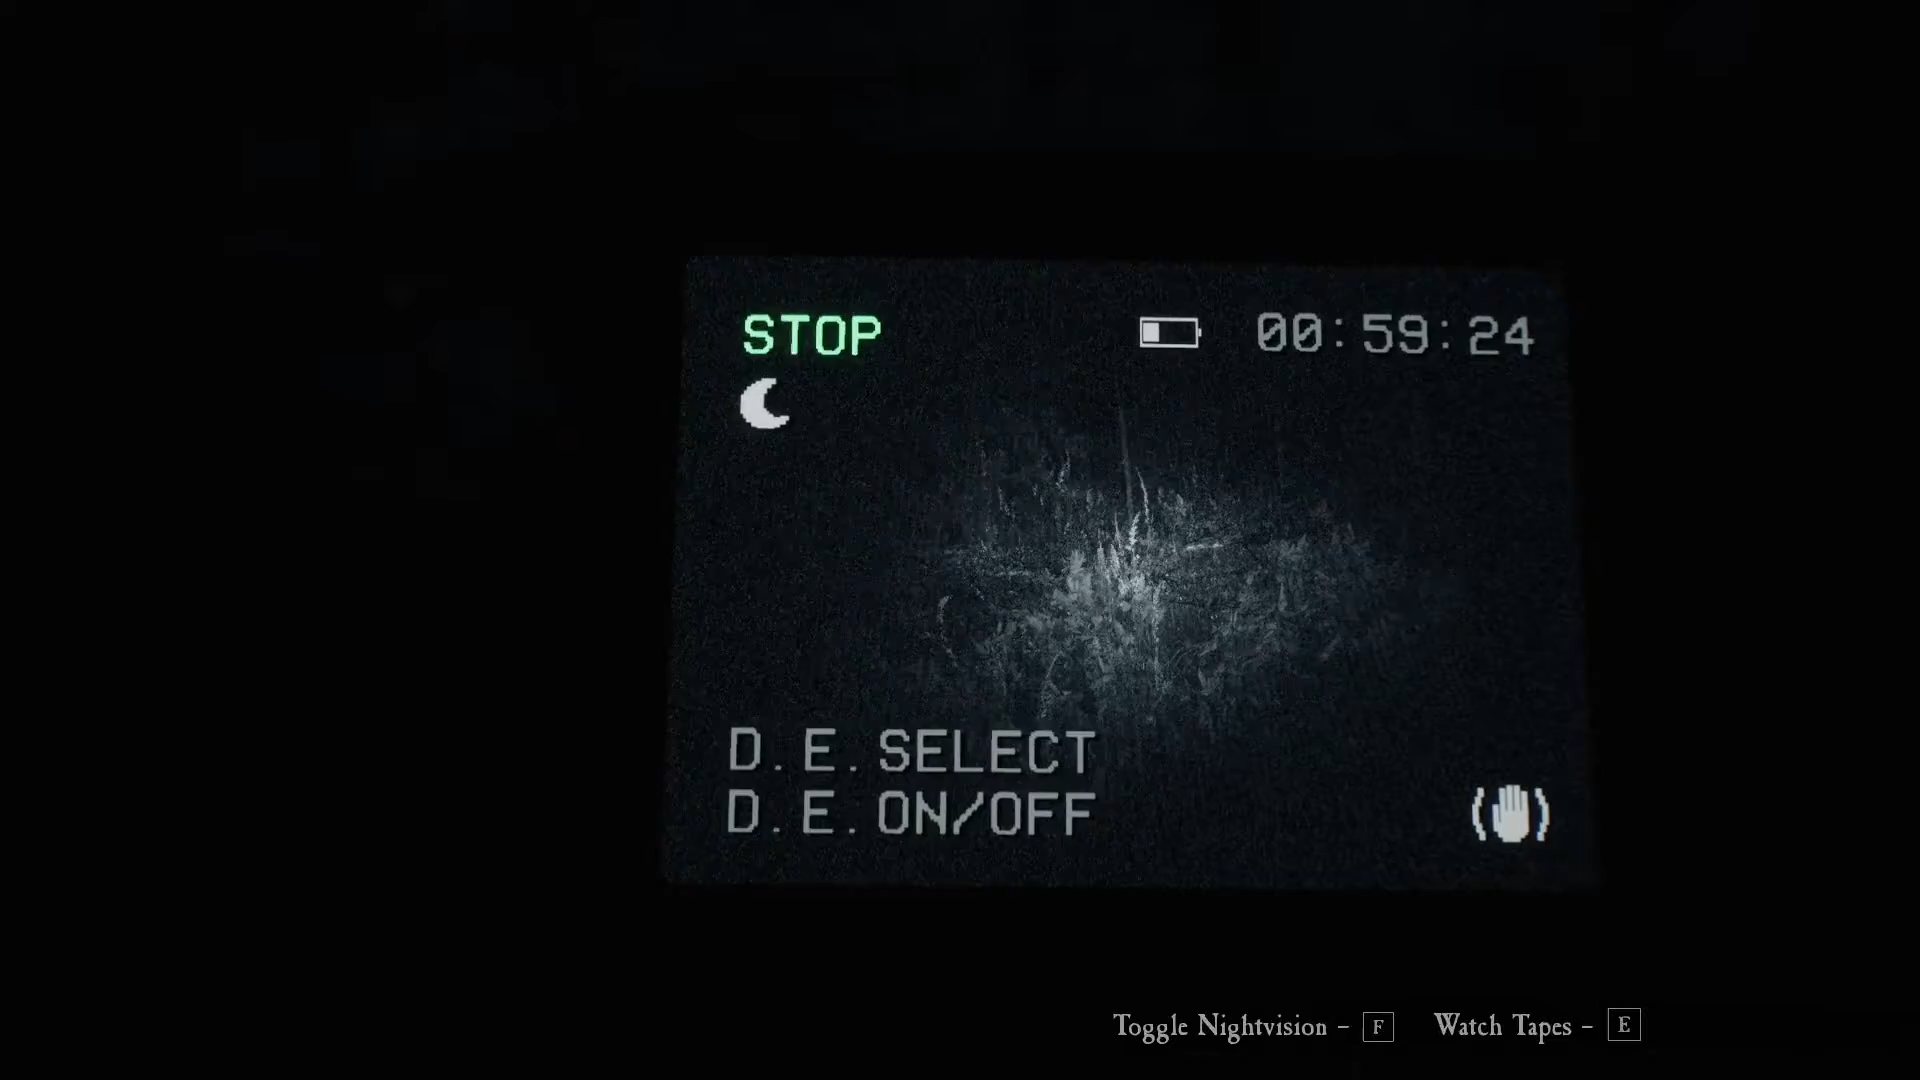 STOP 00:59:24
D.E.SELECT
D.E.ON/OFF
Toggle Nightvision - F Watch Tapes - E